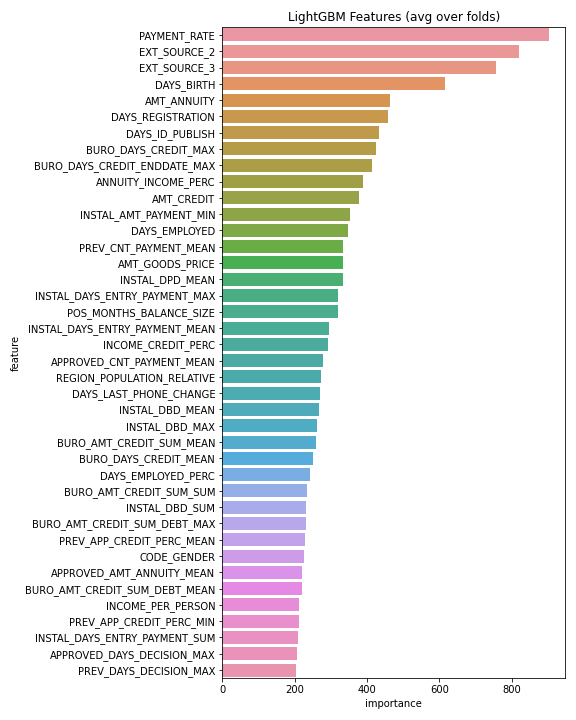 LightGBM Features (avg over folds)
PAYMENT_RATE
EXT_SOURCE_2
EXT_SOURCE_3
DAYS_BIRTH
AMT_ANNUITY
DAYS_REGISTRATION
DAYS_ID_PUBLISH
BURO_DAYS_CREDIT_MAX
BURO_DAYS_CREDIT_ENDDATE_MAX
ANNUITY_INCOME_PERC
AMT_CREDIT
INSTAL_AMT_PAYMENT_MIN
DAYS_EMPLOYED
PREV_CNT_PAYMENT_MEAN
AMT_GOODS_PRICE
INSTAL_DPD_MEAN
INSTAL_DAYS_ENTRY_PAYMENT_MAX
POS_MONTHS_BALANCE_SIZE
INSTAL_DAYS_ENTRY_PAYMENT_MEAN
INCOME_CREDIT_PERC
APPROVED_CNT_PAYMENT_MEAN
REGION_POPULATION_RELATIVE
DAYS_LAST_PHONE_CHANGE
INSTAL_DBD_MEAN
INSTAL_DBD_MAX
BURO_AMT_CREDIT_SUM_MEAN
BURO_DAYS_CREDIT_MEAN
DAYS_EMPLOYED_PERC
BURO_AMT_CREDIT_SUM_SUM
INSTAL_DBD_SUM
BURO_AMT_CREDIT_SUM_DEBT_MAX
PREV_APP_CREDIT_PERC_MEAN
CODE_GENDER
APPROVED_AMT_ANNUITY_MEAN
BURO_AMT_CREDIT_SUM_DEBT_MEAN
INCOME_PER_PERSON
PREV_APP_CREDIT_PERC_MIN
INSTAL_DAYS_ENTRY_PAYMENT_SUM
APPROVED_DAYS_DECISION_MAX
PREV_DAYS_DECISION_MAX
feature
0 200 400 600 800
importance